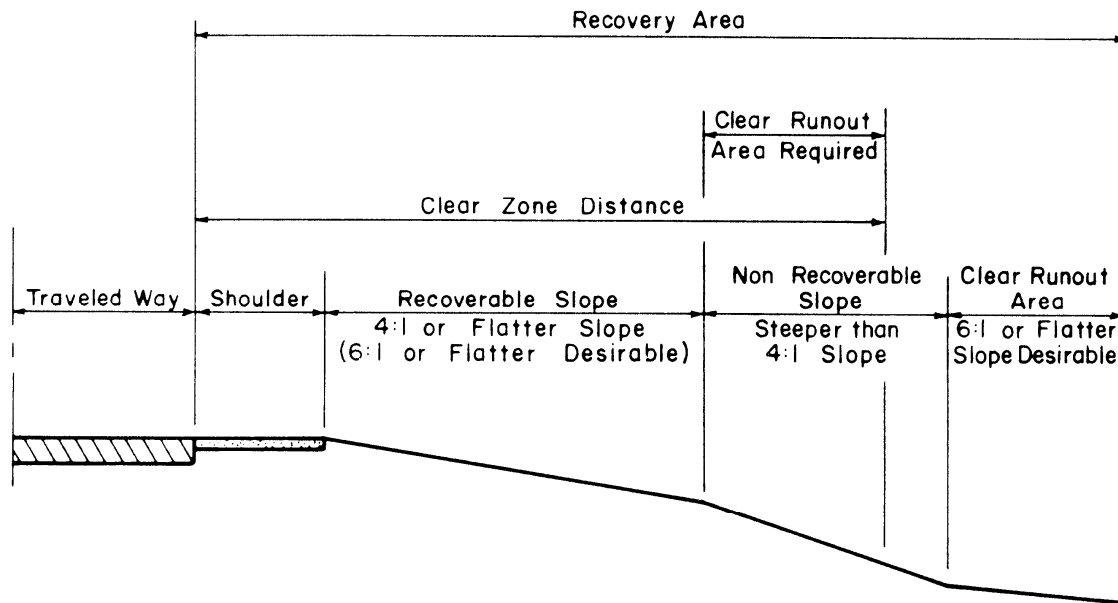 Recovery Area
Clear Runout
Area Required
Clear Zone Distance
Traveled Way
Shoulder
Recoverable Slope
4:1 or Flatter Slope
(6:1 or Flatter Desirable)
Non Recoverable
Slope
Steeper than
4:1 Slope
Clear Runout
Area
6:1 or Flatter
Slope Desirable